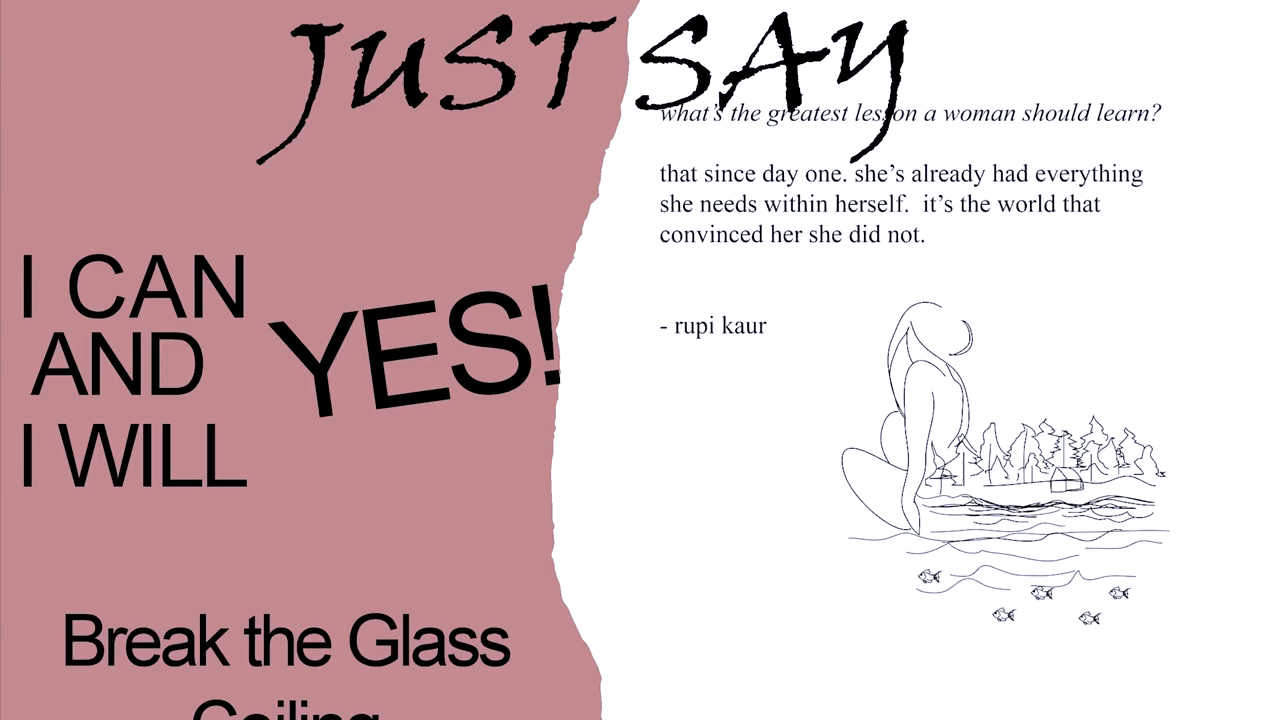 JUST SAY
I CAN
AND
I WILL
YES!
Break the Glass
Ceiling
what's the greatest lesson a woman should learn?
that since day one. she's already had everything
she needs within herself.  it's the world that
convinced her she did not.
- rupi kaur